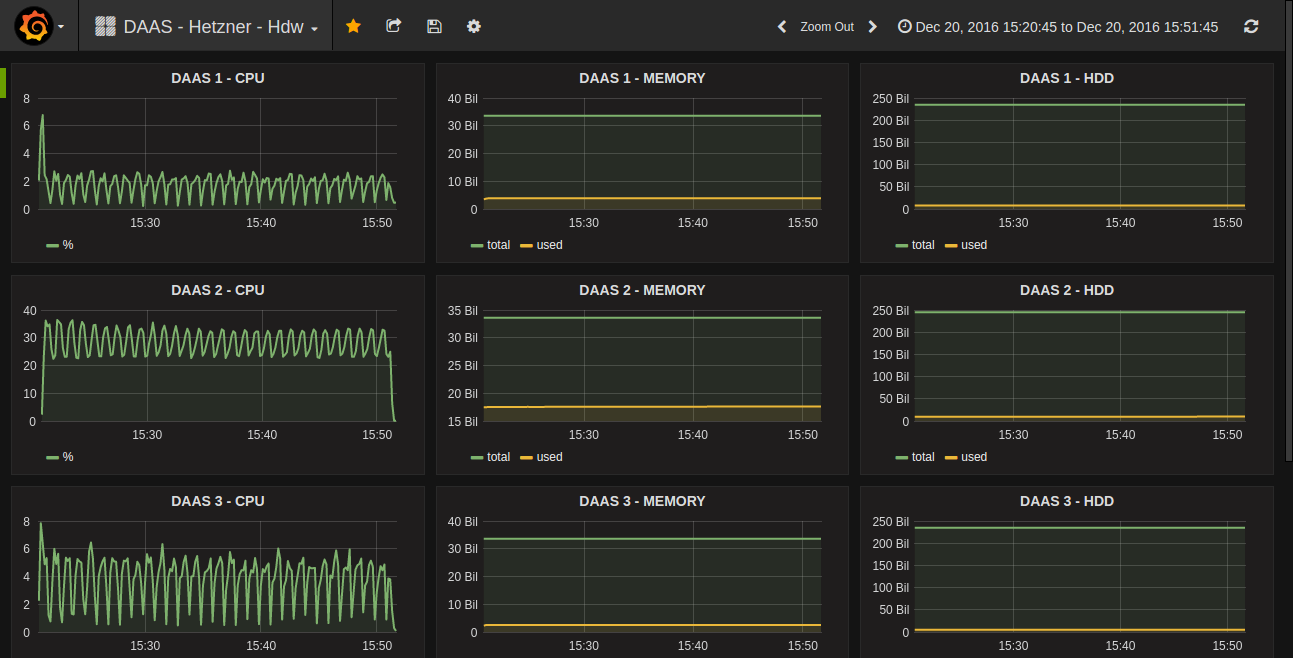 DAAS - Hetzner - Hdw
Zoom Out
Dec 20, 2016 15:20:45 to Dec 20, 2016 15:51:45
DAAS 1 - CPU
8
6
4
2
0
15:30 15:40 15:50
%
DAAS 1 - MEMORY
40 Bil
30 Bil
20 Bil
10 Bil
0
15:30 15:40 15:50
total used
DAAS 1 - HDD
250 Bil
200 Bil
150 Bil
100 Bil
50 Bil
0
15:30 15:40 15:50
total used
DAAS 2 - CPU
40
30
20
10
0
15:30 15:40 15:50
%
DAAS 2 - MEMORY
35 Bil
30 Bil
25 Bil
20 Bil
15 Bil
15:30 15:40 15:50
total used
DAAS 2 - HDD
250 Bil
200 Bil
150 Bil
100 Bil
50 Bil
0
15:30 15:40 15:50
total used
DAAS 3 - CPU
8
6
4
2
0
15:30 15:40 15:50
DAAS 3 - MEMORY
40 Bil
30 Bil
20 Bil
10 Bil
0
15:30 15:40 15:50
DAAS 3 - HDD
250 Bil
200 Bil
150 Bil
100 Bil
50 Bil
0
15:30 15:40 15:50